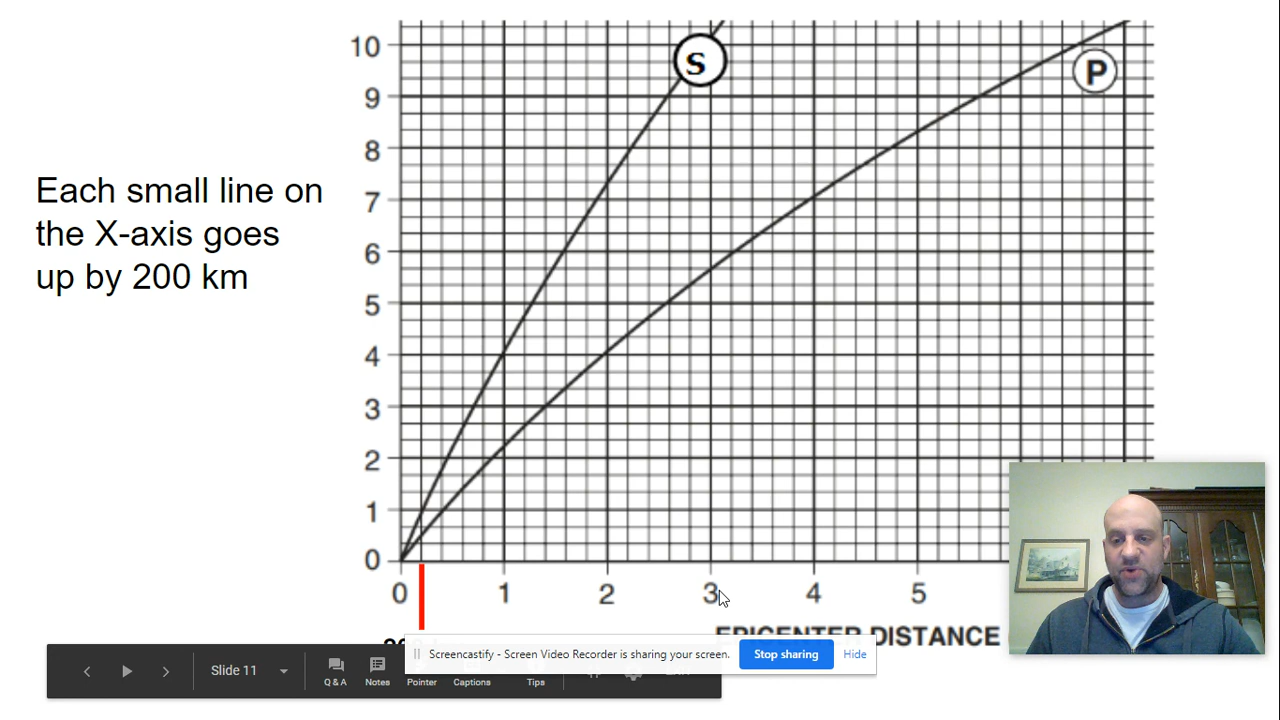 10
S
P
9
8
Each small line on
the X-axis goes
up by 200 km
7
6
5
4
3
2
1
0
0 1 2 3 4 5
EPICENTER DISTANCE
Screencastify - Screen Video Recorder is sharing your screen. Stop sharing Hide
Slide 11
Q & A Notes Pointer Captions Tips